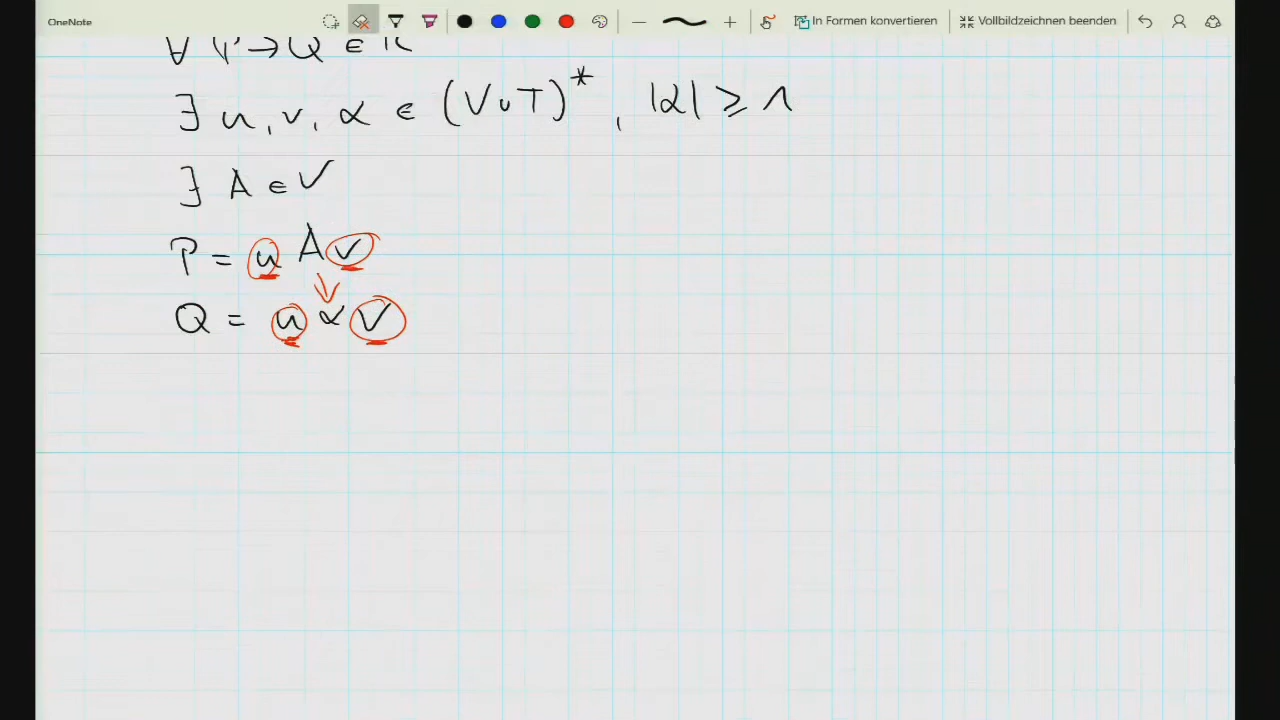 OneNote
In Formen konvertieren
Vollbildzeichnen beenden
∀ P → Q ∈ R
∃ u, v, α ∈ (V ∪ T)*, |α| ≥ 1
∃ A ∈ V
P = u A v
Q = u α v